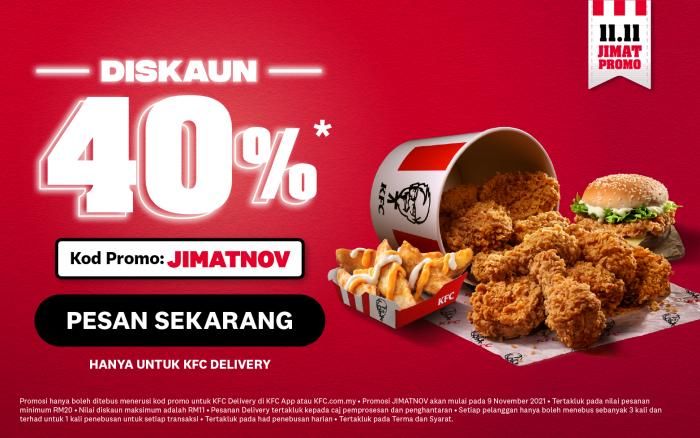 11.11
JIMAT
PROMO
DISKAUN
40%*
Kod Promo: JIMATNOV
PESAN SEKARANG
HANYA UNTUK KFC DELIVERY
KFC
KFC
Promosi hanya boleh ditebus menerusi kod promo untuk KFC Delivery di KFC App atau KFC.com.my • Promosi JIMATNOV akan mulai pada 9 November 2021 • Tertakluk pada nilai pesanan
minimum RM20 • Nilai diskaun maksimum adalah RM11 • Pesanan Delivery tertakluk kepada caj pemprosesan dan penghantaran • Setiap pelanggan hanya boleh menebus sebanyak 3 kali dan
terhad untuk 1 kali penebusan untuk setiap transaksi • Tertakluk pada had penebusan harian • Tertakluk pada Terma dan Syarat.